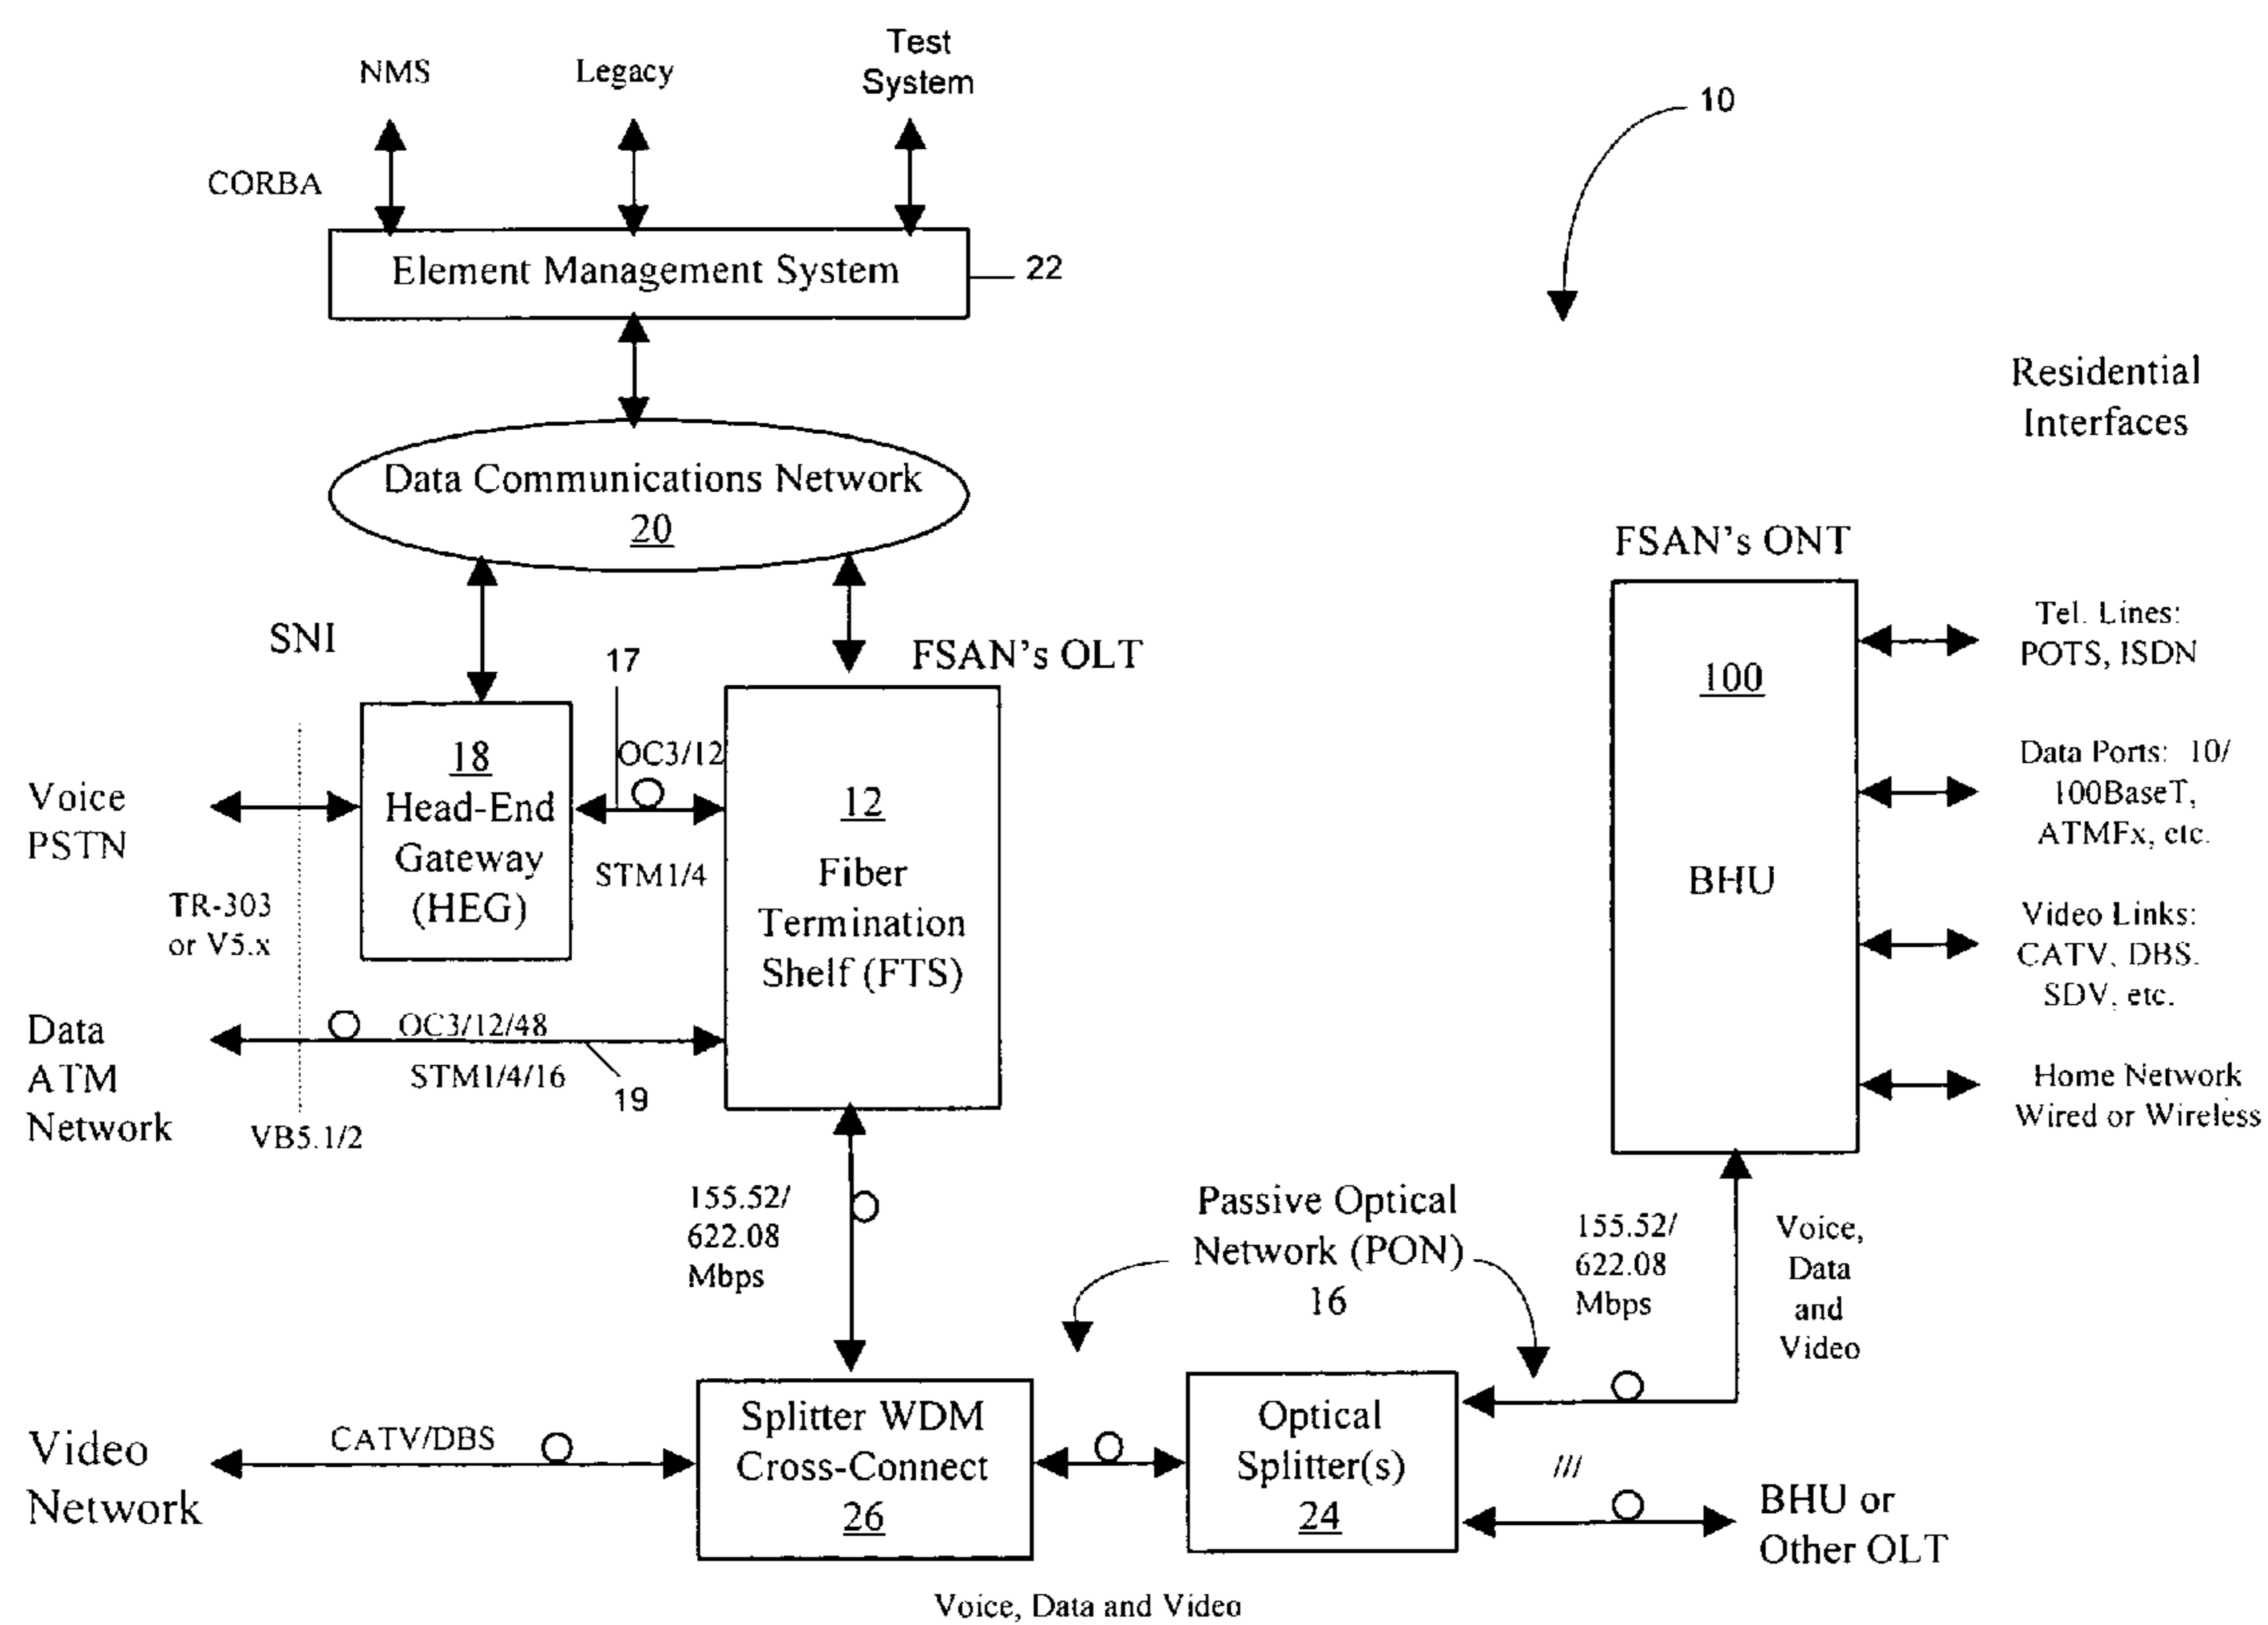 NMS
Legacy
Test
System
10
CORBA
Element Management System
22
Residential
Interfaces
Data Communications Network
20
FSAN's ONT
SNI
17
FSAN's OLT
100
BHU
Tel. Lines:
POTS, ISDN
Data Ports: 10/
100BaseT,
ATMFx, etc.
Video Links:
CATV, DBS.
SDV, etc.
Home Network
Wired or Wireless
Voice
PSTN
18
Head-End
Gateway
(HEG)
OC3/12
STM1/4
12
Fiber
Termination
Shelf (FTS)
TR-303
or V5.x
Data
ATM
Network
OC3/12/48
STM1/4/16
19
VB5.1/2
155.52/
622.08
Mbps
Passive Optical
Network (PON)
16
155.52/
622.08
Mbps
Voice,
Data
and
Video
Video
Network
CATV/DBS
Splitter WDM
Cross-Connect
26
Optical
Splitter(s)
24
///
BHU or
Other OLT
Voice, Data and Video